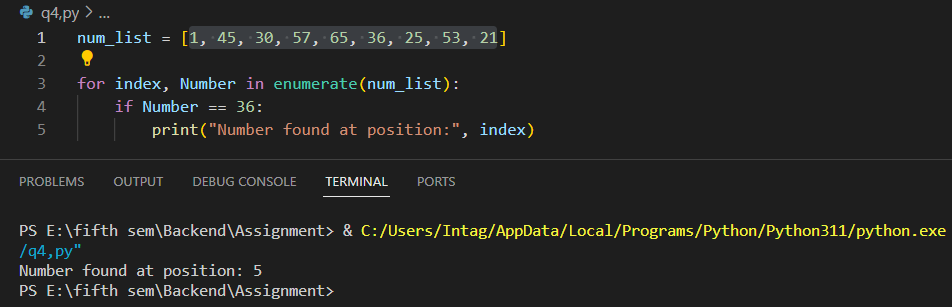 q4,py > ...
1 num_list = [1, 45, 30, 57, 65, 36, 25, 53, 21]
2
3 for index, Number in enumerate(num_list):
4 if Number == 36:
5 print("Number found at position:", index)
PROBLEMS OUTPUT DEBUG CONSOLE TERMINAL PORTS
PS E:\fifth sem\Backend\Assignment> & C:/Users/Intag/AppData/Local/Programs/Python/Python311/python.exe
/q4,py"
Number found at position: 5
PS E:\fifth sem\Backend\Assignment>